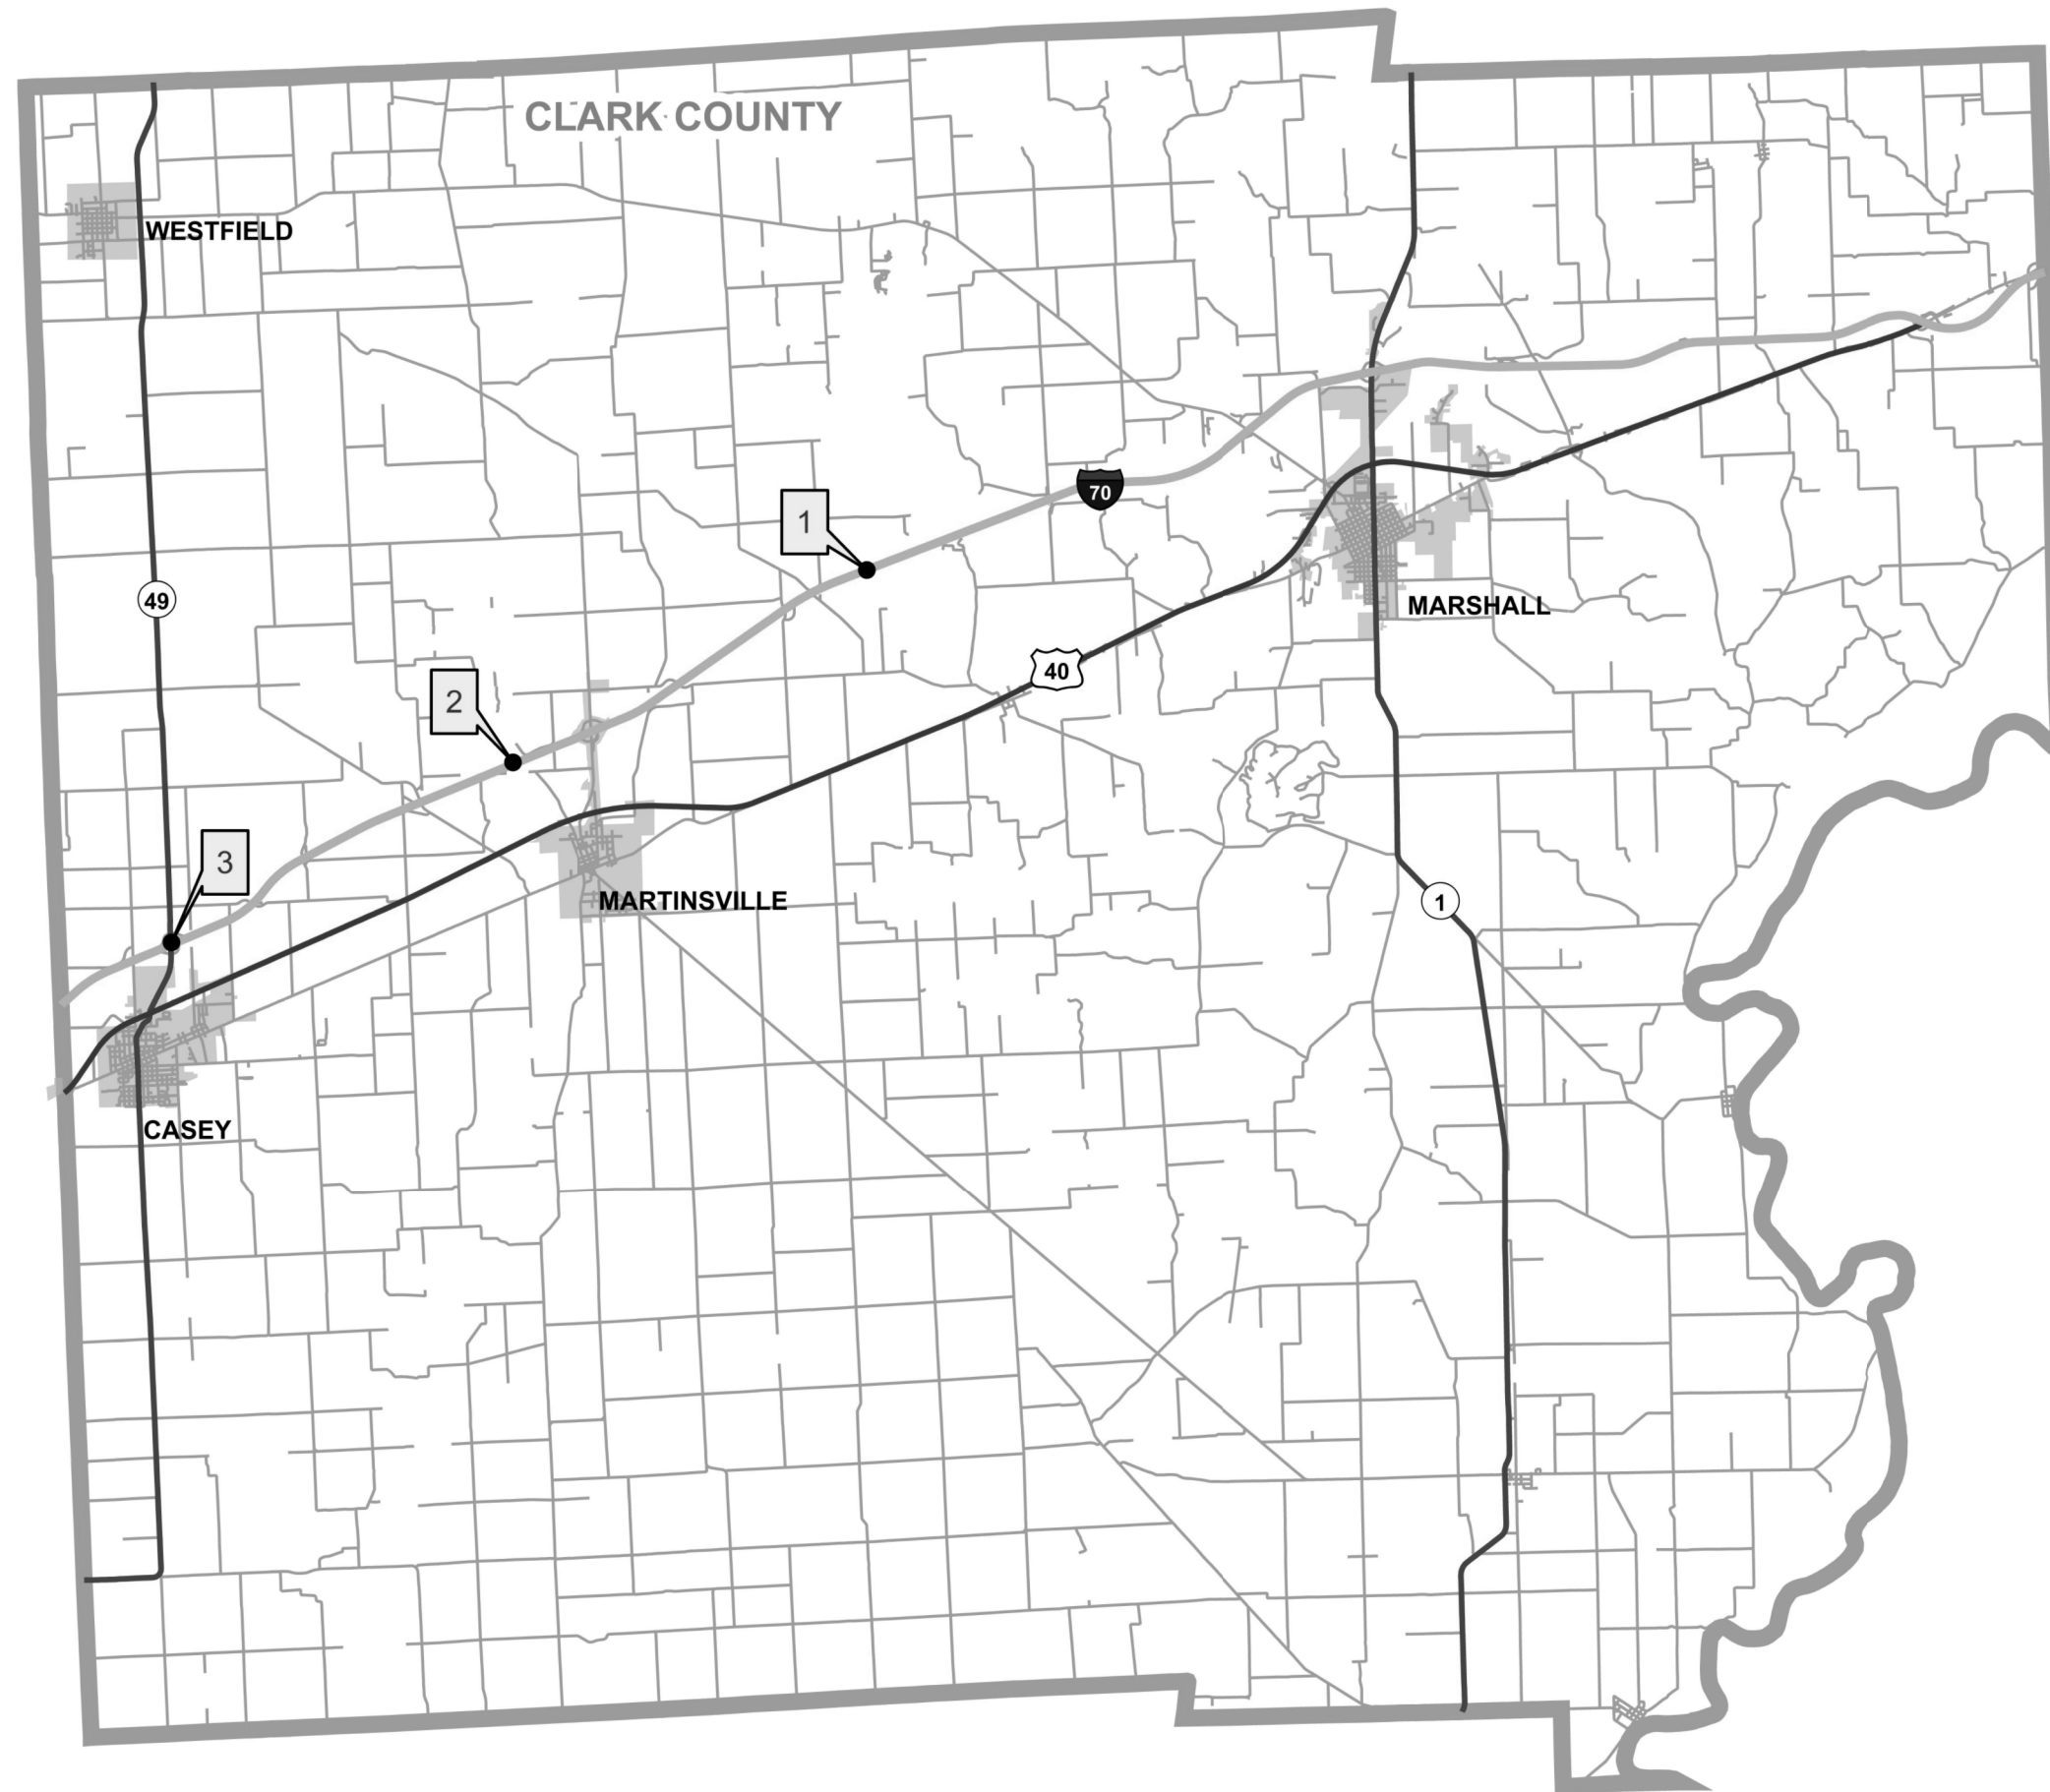 CLARK COUNTY
WESTFIELD
70
1
49
MARSHALL
40
2
3
MARTINSVILLE
1
CASEY